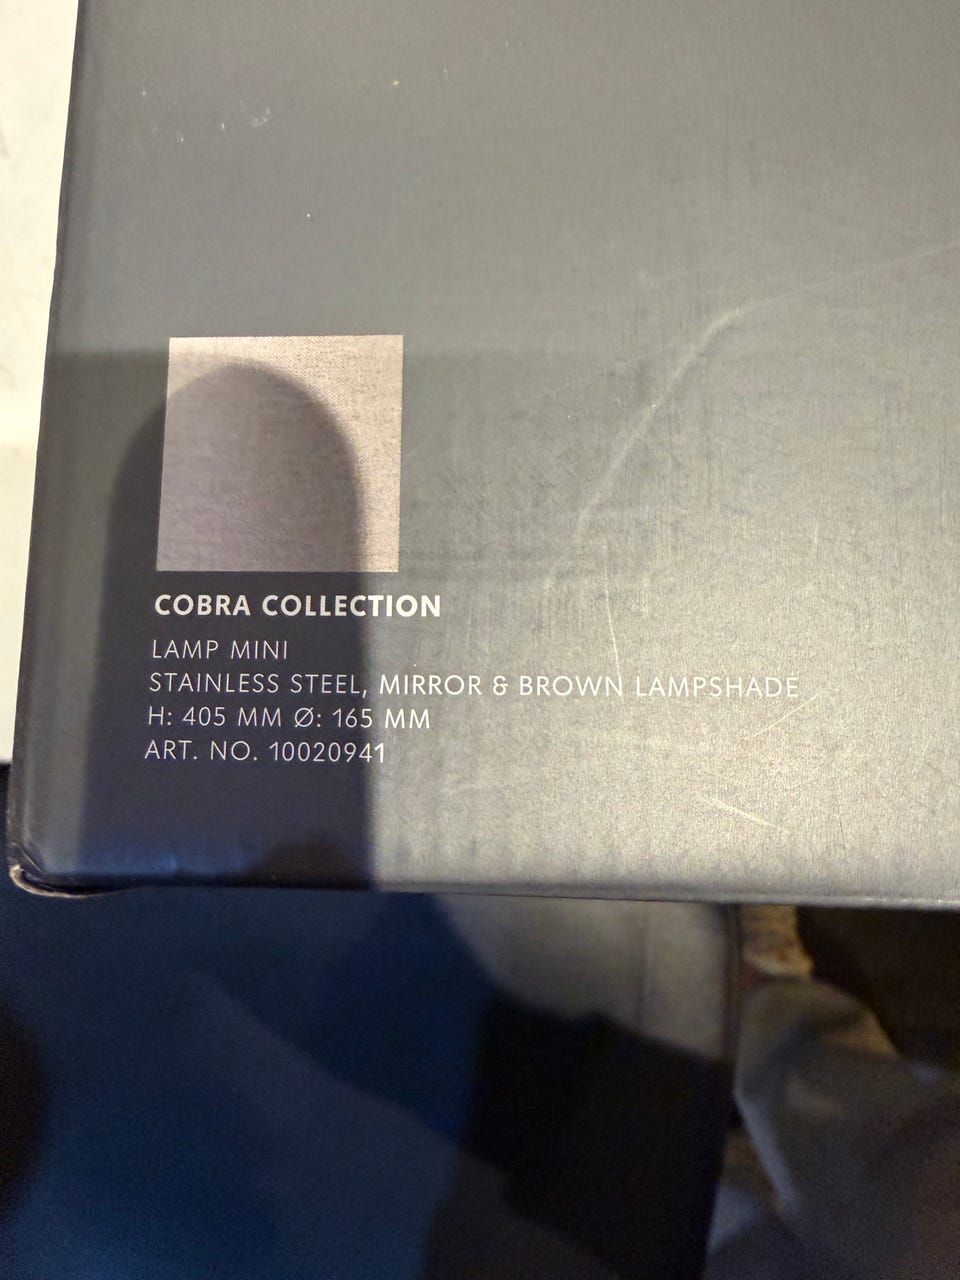 COBRA COLLECTION
LAMP MINI
STAINLESS STEEL, MIRROR & BROWN LAMPSHADE
H: 405 MM Ø: 165 MM
ART. NO. 10020941